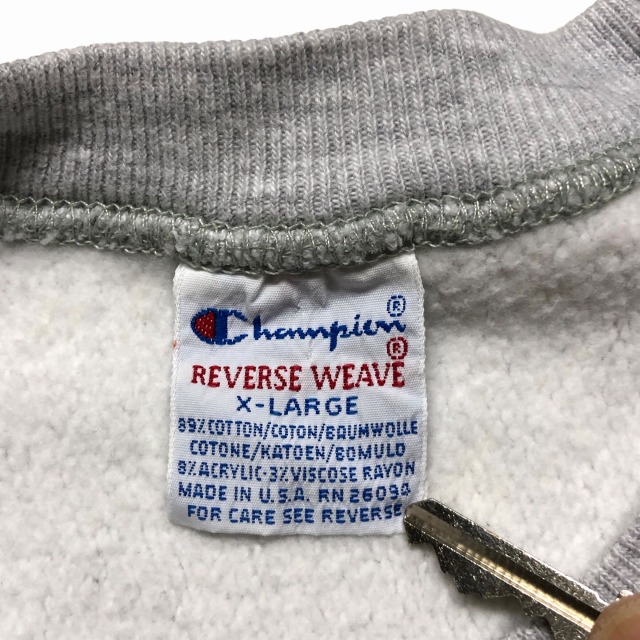 Champion®
REVERSE WEAVE®
X-LARGE
89% COTTON/COTON/BAUMWOLLE
COTONE/KATOEN/BOMULD
8% ACRYLIC-3% VISCOSE RAYON
MADE IN U.S.A. RN 26094
FOR CARE SEE REVERSE